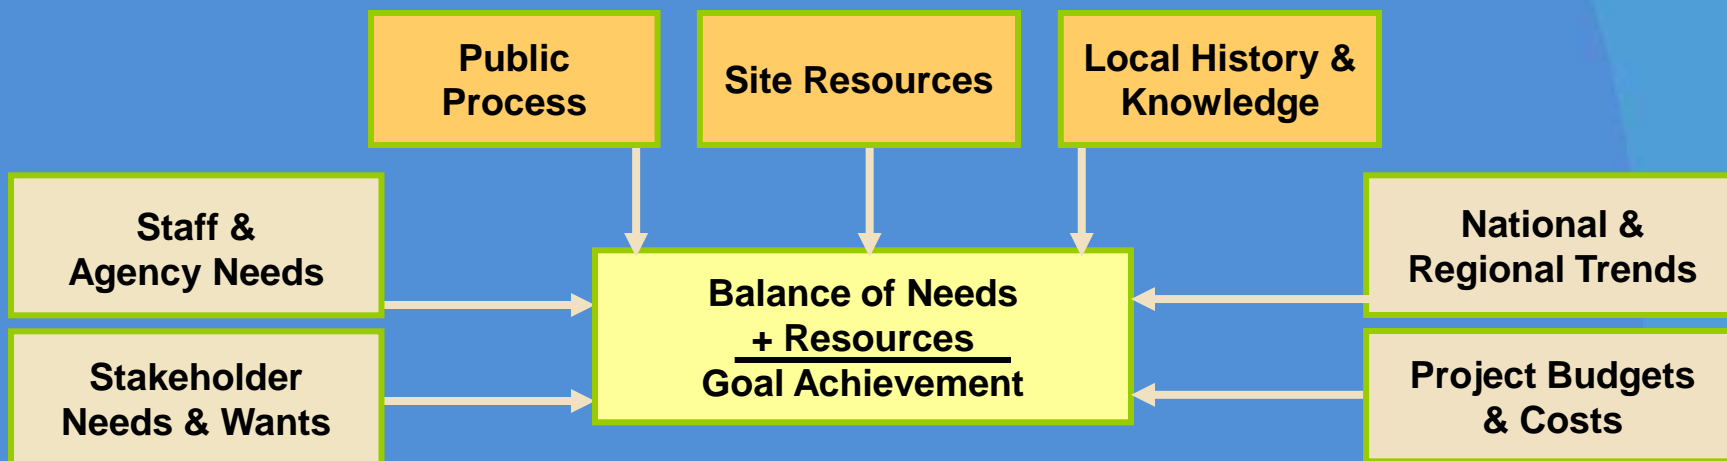 Public
Process
Site Resources
Local History &
Knowledge
Staff &
Agency Needs
National &
Regional Trends
Balance of Needs
+ Resources
Goal Achievement
Stakeholder
Needs & Wants
Project Budgets
& Costs